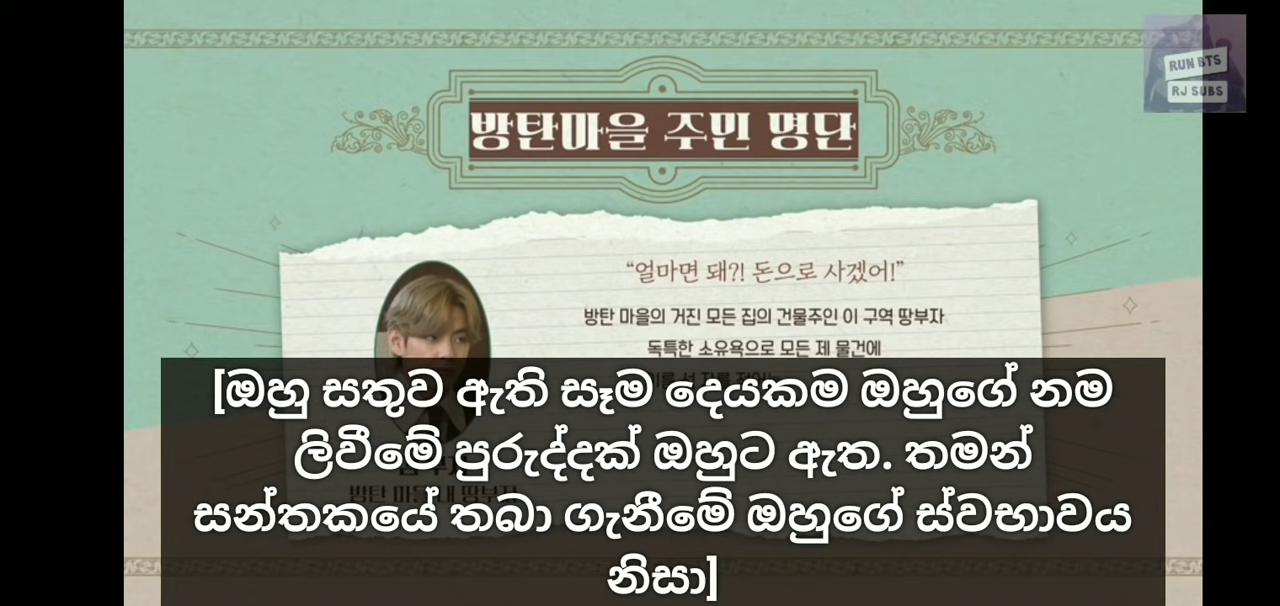 RUN BTS
RJ SUBS
방탄마을 주민 명단
“얼마면 돼?! 돈으로 사겠어!”
방탄 마을의 거진 모든 집의 건물주인 이 구역 땅부자
독특한 소유욕으로 모든 제 물건에
[ඔහු සතුව ඇති සෑම දෙයකම ඔහුගේ නම
ලිවීමේ පුරුද්දක් ඔහුට ඇත. තමන්
සන්තකයේ තබා ගැනීමේ ඔහුගේ ස්වභාවය
නිසා]